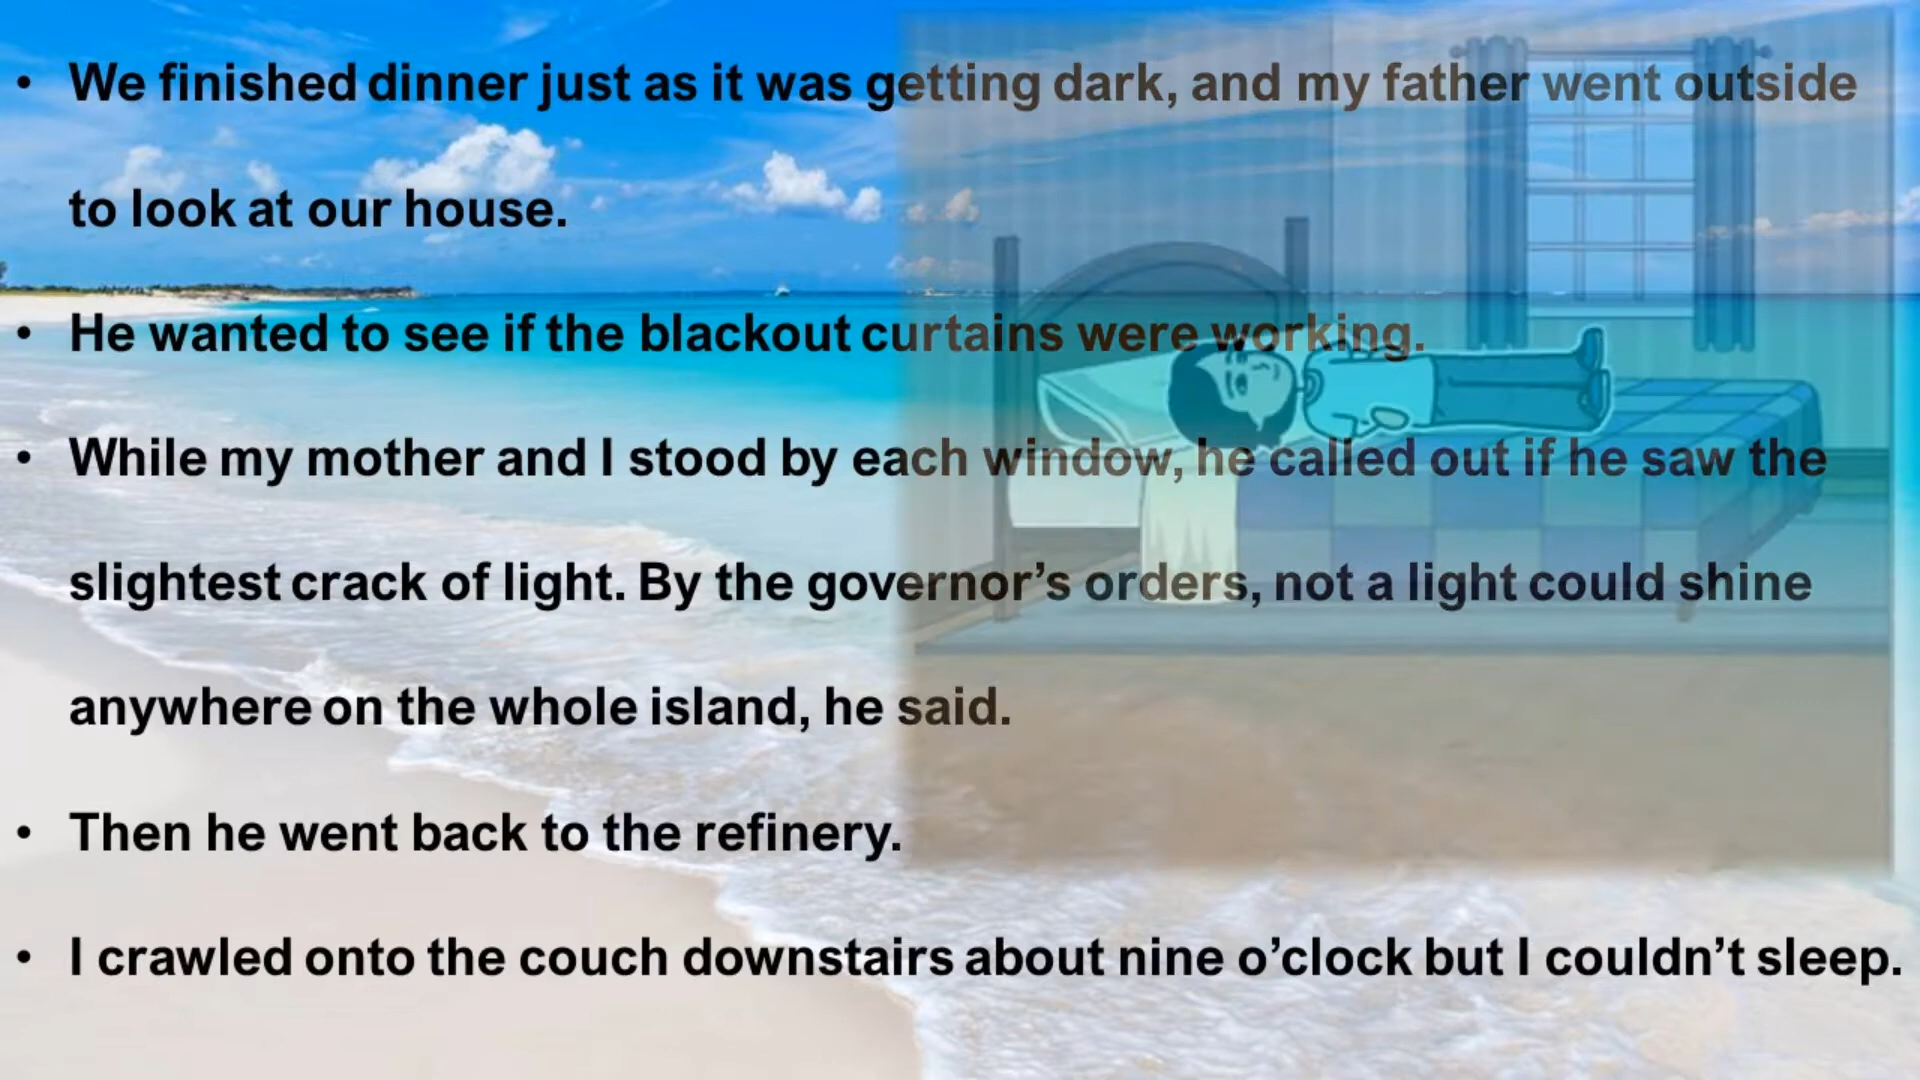 • We finished dinner just as it was getting dark, and my father went outside
to look at our house.
• He wanted to see if the blackout curtains were working.
• While my mother and I stood by each window, he called out if he saw the
slightest crack of light. By the governor’s orders, not a light could shine
anywhere on the whole island, he said.
• Then he went back to the refinery.
• I crawled onto the couch downstairs about nine o’clock but I couldn’t sleep.